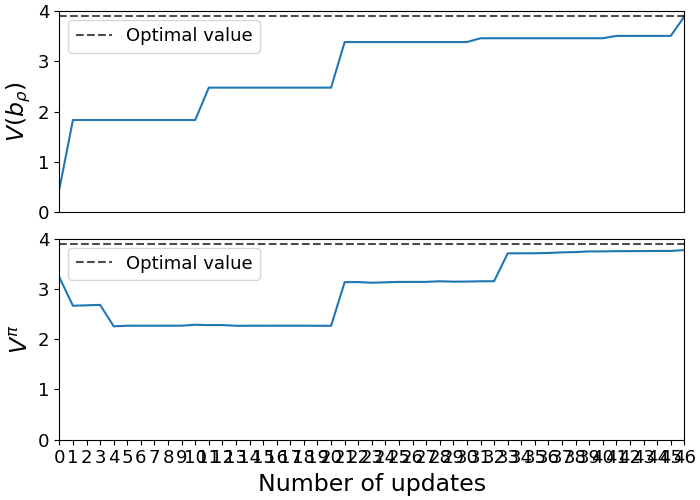 4
Optimal value
3
2
1
0
V(bρ)
4
Optimal value
3
2
1
0
Vπ
0 1 2 3 4 5 6 7 8 9 10 11 12 13 14 15 16 17 18 19 20 21 22 23 24 25 26 27 28 29 30 31 32 33 34 35 36 37 38 39 40 41 42 43 44 45 46
Number of updates